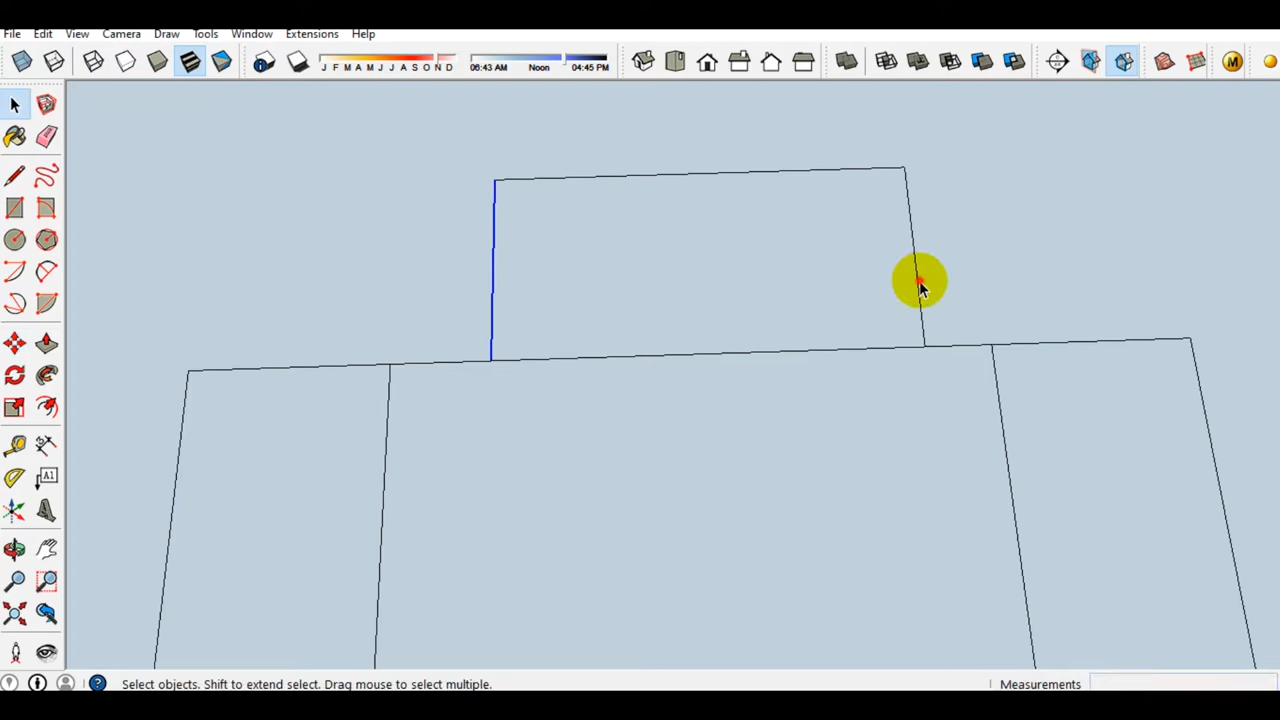 File Edit View Camera Draw Tools Window Help Extensions
J F M A M J J A S O N D 06:43 AM Noon 04:45 PM
M
A1
Select objects. Shift to extend select. Drag mouse to select multiple. Measurements